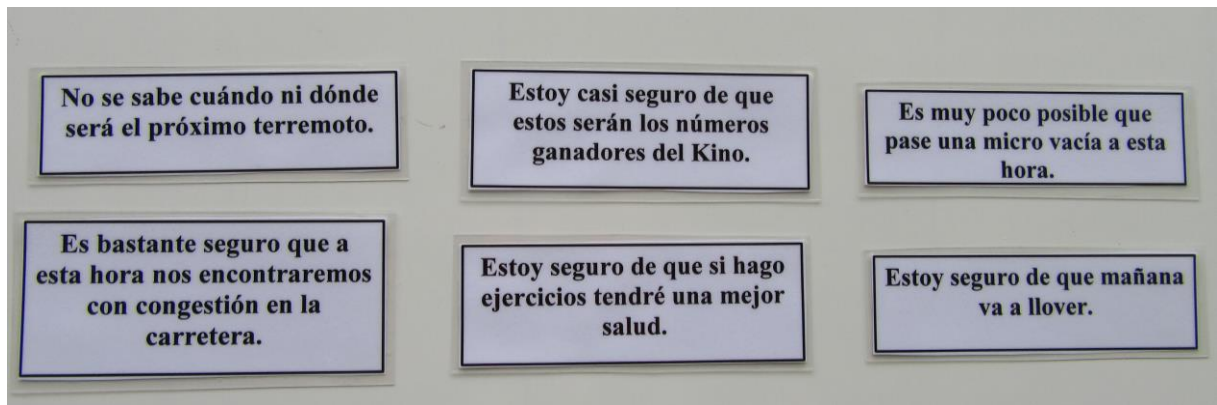 No se sabe cuándo ni dónde
será el próximo terremoto.
Estoy casi seguro de que
estos serán los números
ganadores del Kino.
Es muy poco posible que
pase una micro vacía a esta
hora.
Es bastante seguro que a
esta hora nos encontraremos
con congestión en la
carretera.
Estoy seguro de que si hago
ejercicios tendré una mejor
salud.
Estoy seguro de que mañana
va a llover.